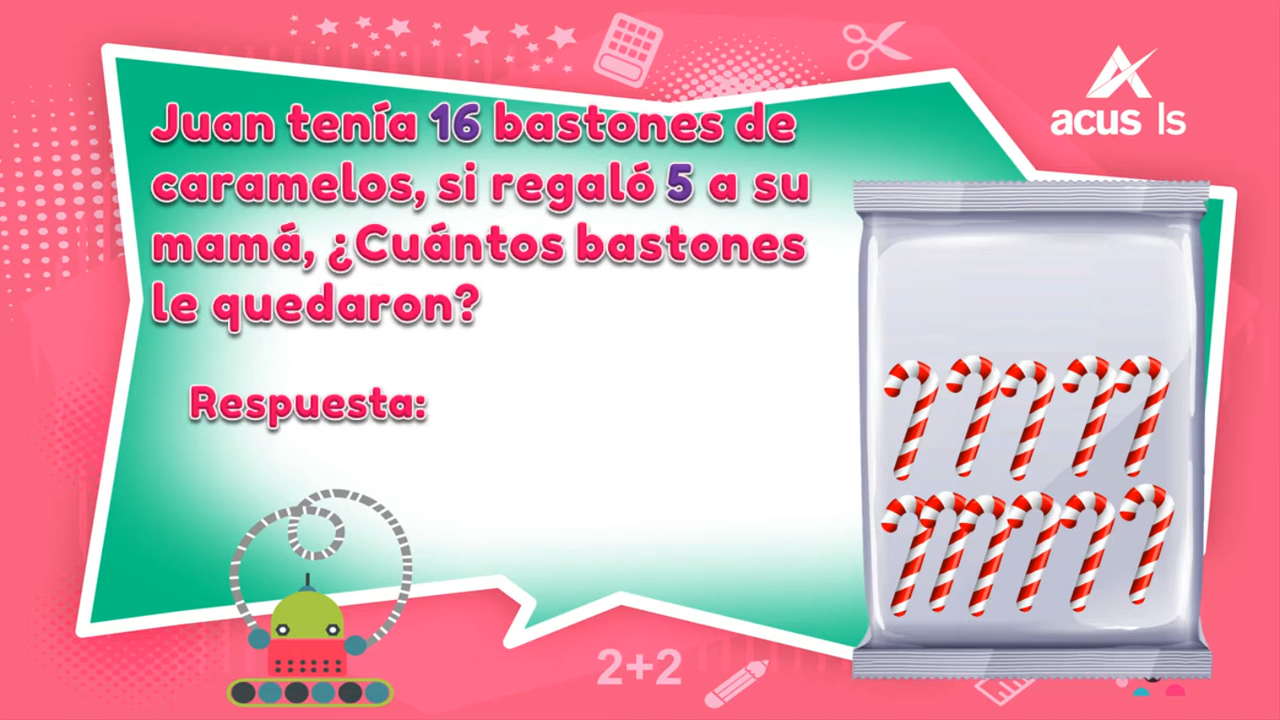 Juan tenía 16 bastones de
caramelos, si regaló 5 a su
mamá, ¿Cuántos bastones
le quedaron?
Respuesta:
acus ls
2+2